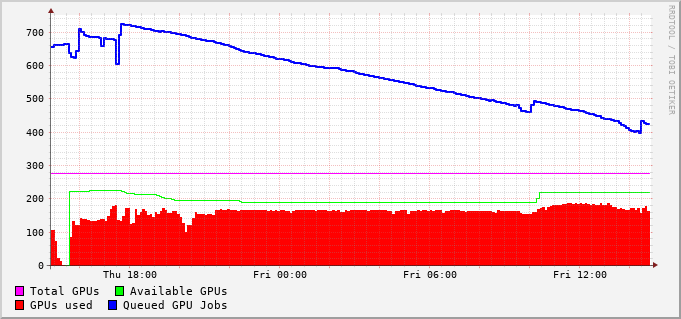 700
600
500
400
300
200
100
0
Thu 18:00 Fri 00:00 Fri 06:00 Fri 12:00
Total GPUs Available GPUs
GPUs used Queued GPU Jobs
RRDTOOL / TOBI OETIKER